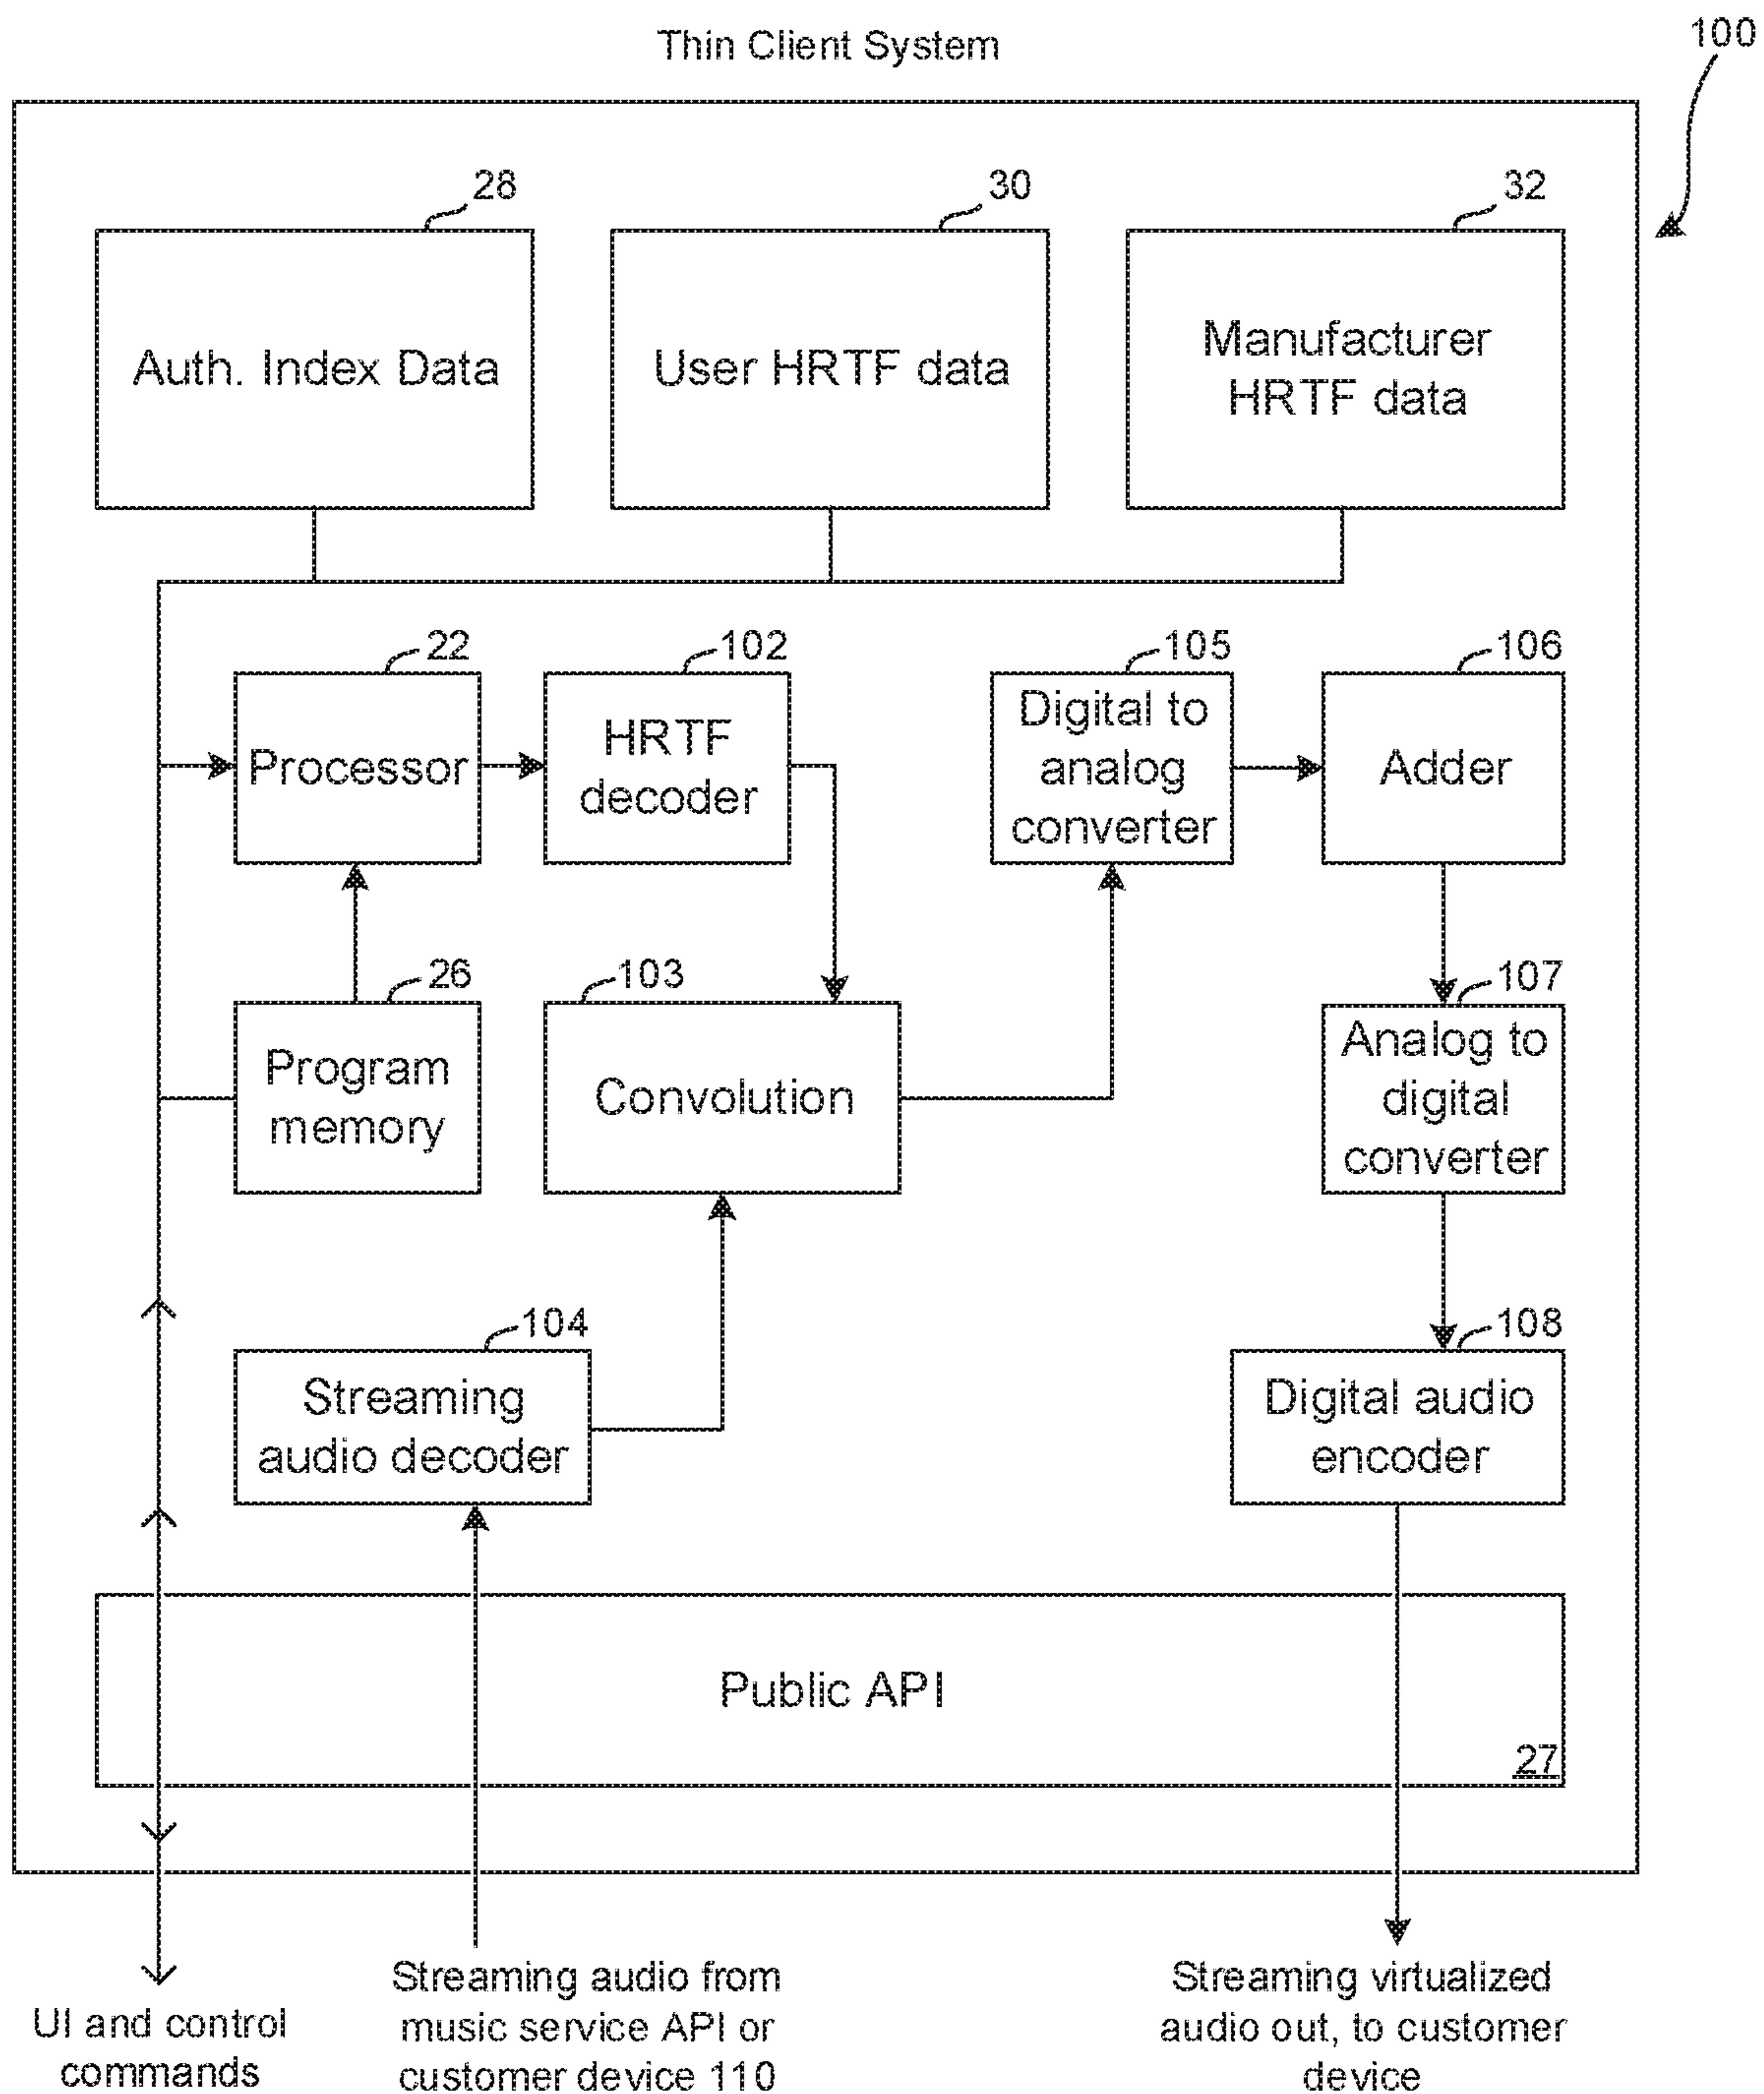 Thin Client System
100
28
30
32
Auth. Index Data
User HRTF data
Manufacturer
HRTF data
22
102
105
106
Processor
HRTF
decoder
Digital to
analog
converter
Adder
26
103
107
Program
memory
Convolution
Analog to
digital
converter
104
108
Streaming
audio decoder
Digital audio
encoder
Public API
27
UI and control
commands
Streaming audio from
music service API or
customer device 110
Streaming virtualized
audio out, to customer
device